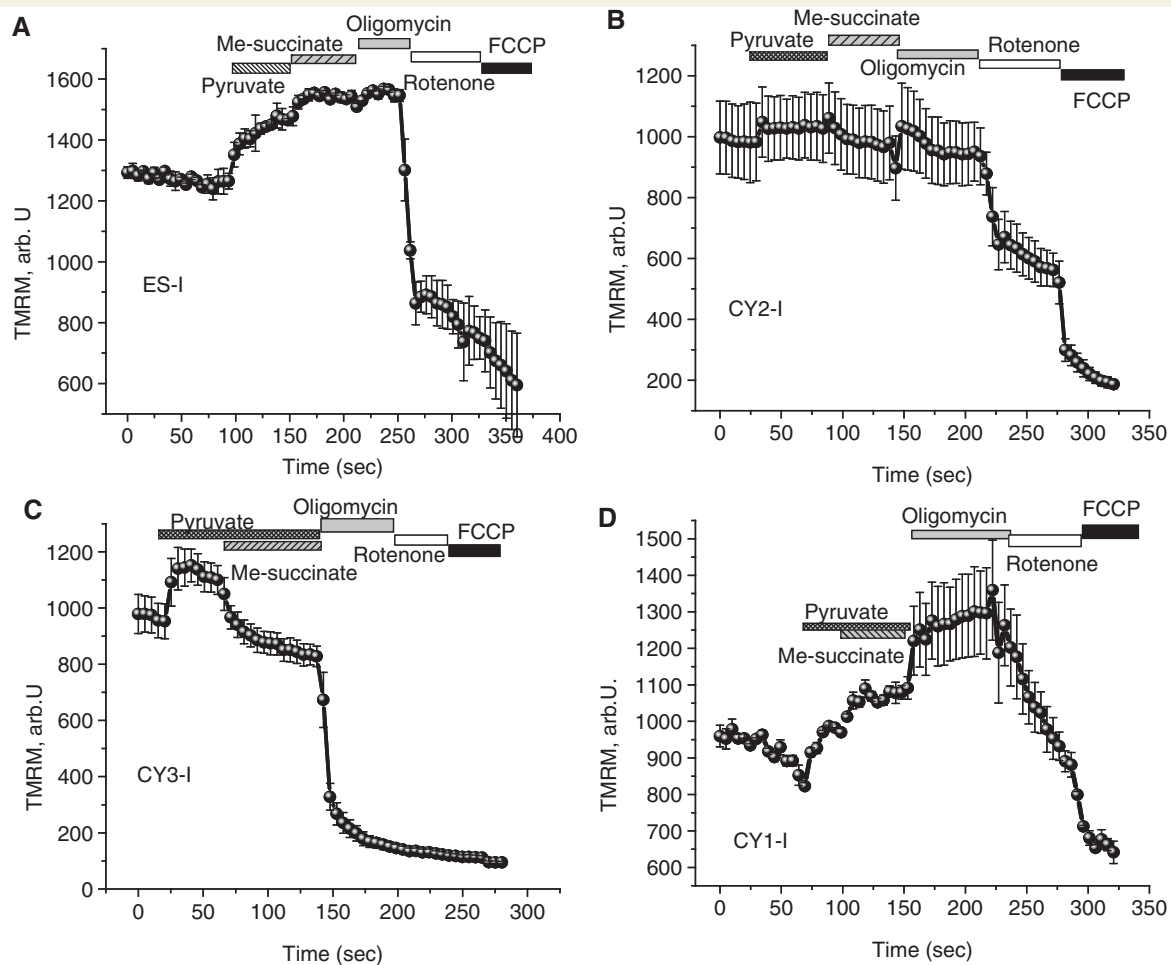 A
Oligomycin
Me-succinate
FCCP
Pyruvate
Rotenone
1600
1400
1200
1000
800
600
TMRM, arb. U
ES-I
0 50 100 150 200 250 300 350 400
Time (sec)
B
Me-succinate
Pyruvate
Rotenone
Oligomycin
FCCP
1200
1000
800
600
400
200
TMRM, arb.U
CY2-I
0 50 100 150 200 250 300 350
Time (sec)
C
Oligomycin
Pyruvate
FCCP
Rotenone
Me-succinate
1200
1000
800
600
400
200
0
TMRM, arb.U
CY3-I
0 50 100 150 200 250 300
Time (sec)
D
Oligomycin
FCCP
Rotenone
Pyruvate
Me-succinate
1500
1400
1300
1200
1100
1000
900
800
700
600
TMRM, arb.U.
CY1-I
0 50 100 150 200 250 300 350
Time (sec)